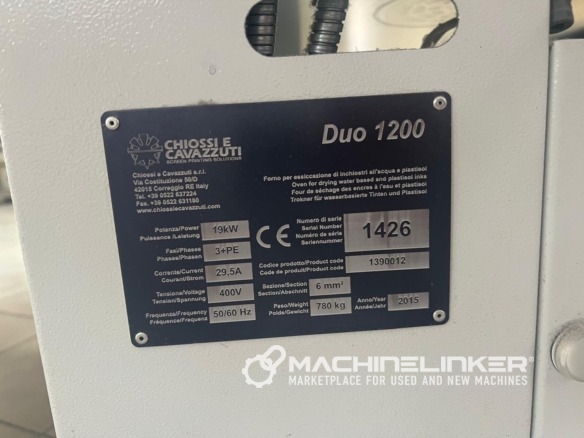 CHIOSSI E
CAVAZZUTI
SCREEN PRINTING SOLUTIONS
Duo 1200
Chiossi e Cavazzuti s.r.l.
Via Costituzione 50/D
42015 Correggio RE Italy
Tel. +39 0522 637224
Fax. +39 0522 631180
www.chiossiecavazzuti.com
Forno per essiccazione di inchiostri all'acqua e plastisol
Oven for drying water based and plastisol inks
Four de séchage des encres à l'eau et plastisol
Trokner für wasserbasierte Tinten und Plastisol
Potenza/Power
Puissance /Leistung
19kW
Fasi/Phase
Phases/Phasen
3+PE
Corrente/Current
Courant/Strom
29,5A
Tensione/Voltage
Tension/Spannung
400V
Frequenza/Frequency
Fréquence/Frequenz
50/60 Hz
CE
Numero di serie
Serial Number
Numéro de série
Seriennummer
1426
Codice prodotto/Product code
Code de produit/Product code
1390012
Sezione/Section
Section/Abschnitt
6 mm²
Peso/Weight
Poids/Gewicht
780 kg
Anno/Year
Année/Jahr
2015
MACHINELINKER®
MARKETPLACE FOR USED AND NEW MACHINES